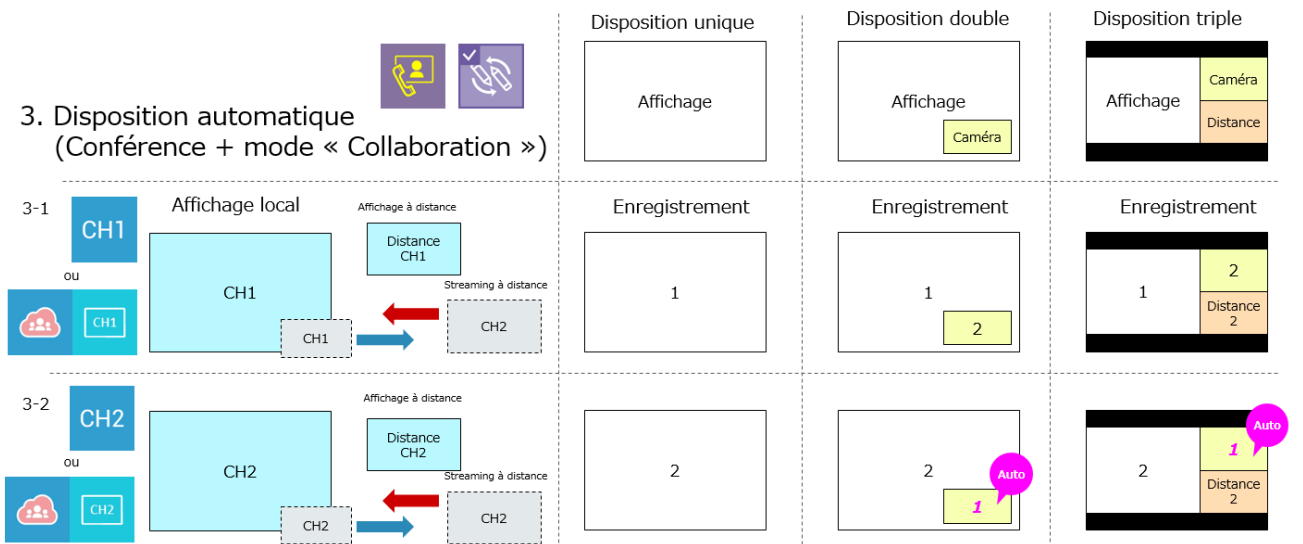 Disposition unique
Disposition double
Disposition triple
3. Disposition automatique
(Conférence + mode « Collaboration »)
Affichage
Affichage
Caméra
Affichage
Caméra
Distance
3-1
CH1
ou
CH1
Affichage local
CH1
CH1
Affichage à distance
Distance
CH1
Streaming à distance
CH2
Enregistrement
1
Enregistrement
1
2
Enregistrement
1
2
Distance
2
3-2
CH2
ou
CH2
CH2
CH2
Affichage à distance
Distance
CH2
Streaming à distance
CH2
2
2
Auto
1
2
Auto
1
Distance
2